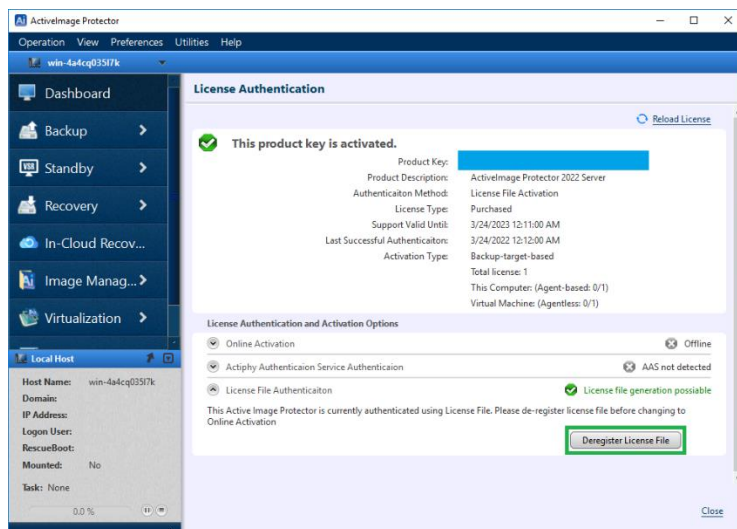 ActiveImage Protector
Operation View Preferences Utilities Help
win-4a4cq035l7k
Dashboard
Backup
Standby
Recovery
In-Cloud Recov...
Image Manag...
Virtualization
Local Host
Host Name: win-4a4cq035l7k
Domain:
IP Address:
Logon User:
RescueBoot:
Mounted: No
Task: None
0.0 %
License Authentication
Reload License
This product key is activated.
Product Key:
Product Description: ActiveImage Protector 2022 Server
Authenticaiton Method: License File Activation
License Type: Purchased
Support Valid Until: 3/24/2023 12:11:00 AM
Last Successful Authenticaiton: 3/24/2022 12:12:00 AM
Activation Type: Backup-target-based
Total license: 1
This Computer: (Agent-based: 0/1)
Virtual Machine: (Agentless: 0/1)
License Authentication and Activation Options
Online Activation Offline
Actiphy Authenticaion Service Authenticaion AAS not detected
License File Authenticaiton License file generation possiable
This Active Image Protector is currently authenticated using License File. Please de-register license file before changing to
Online Activation
Deregister License File
Close